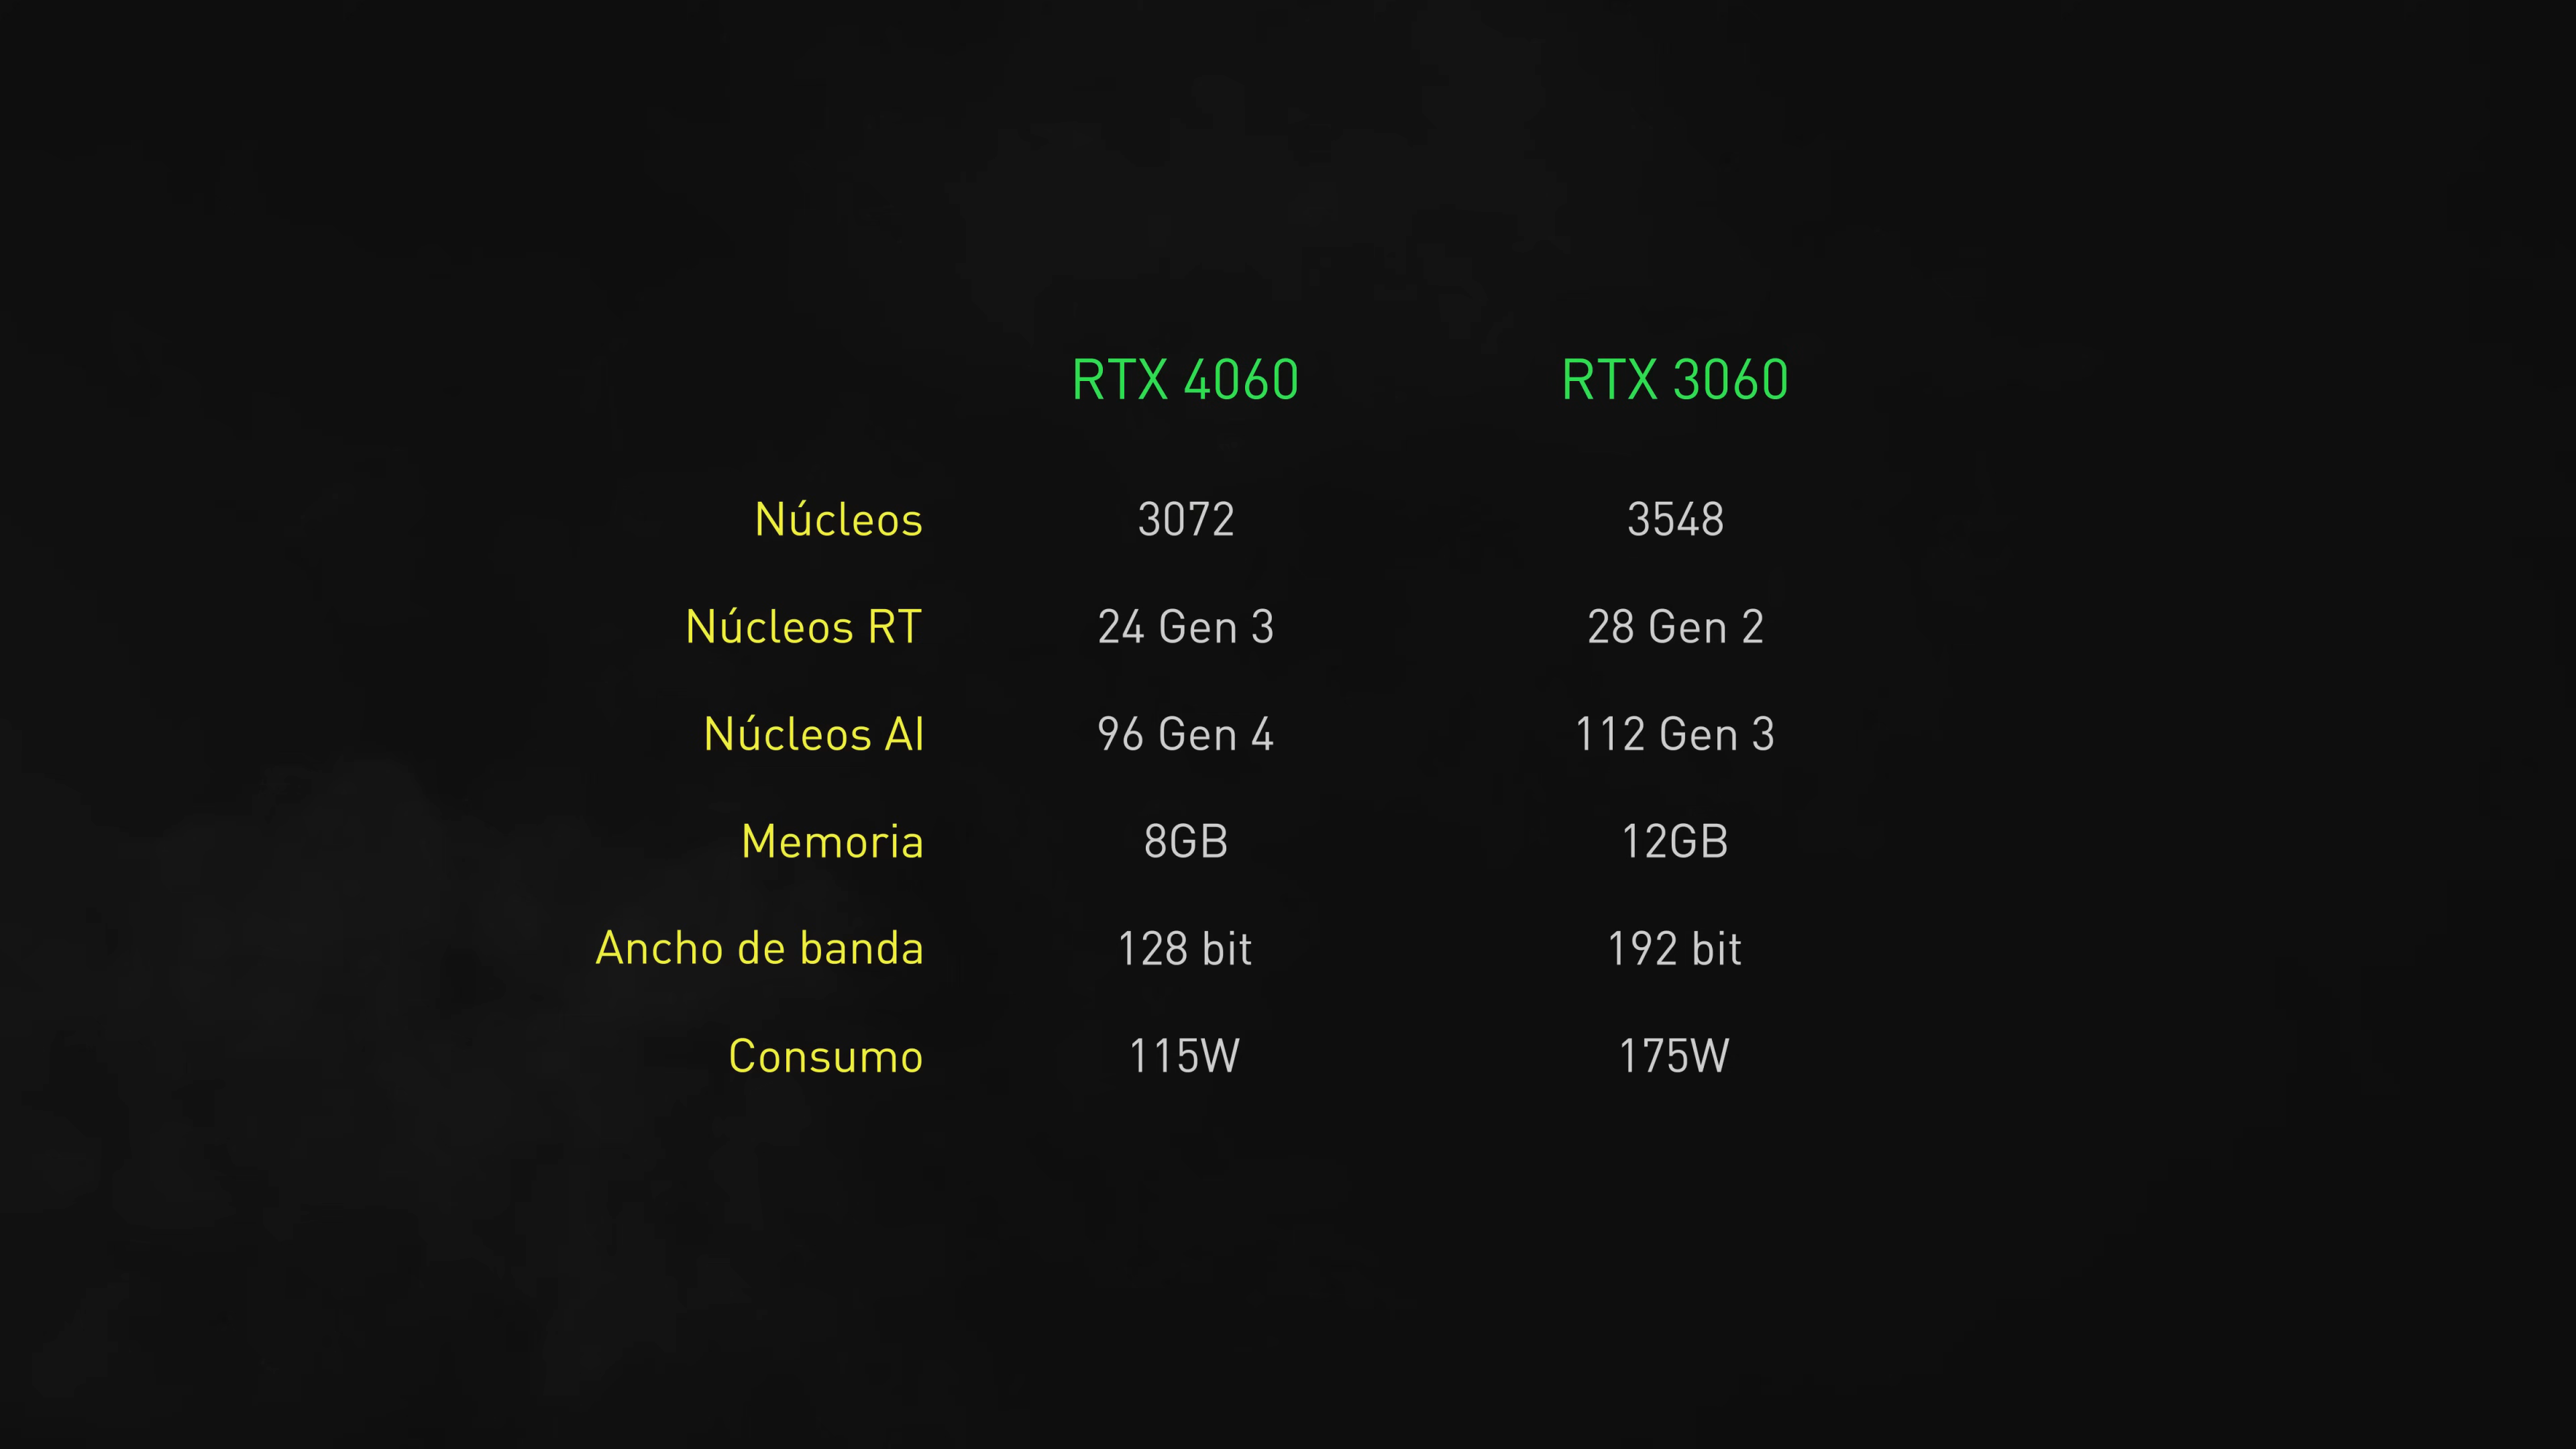 RTX 4060 RTX 3060
Núcleos 3072 3548
Núcleos RT 24 Gen 3 28 Gen 2
Núcleos AI 96 Gen 4 112 Gen 3
Memoria 8GB 12GB
Ancho de banda 128 bit 192 bit
Consumo 115W 175W